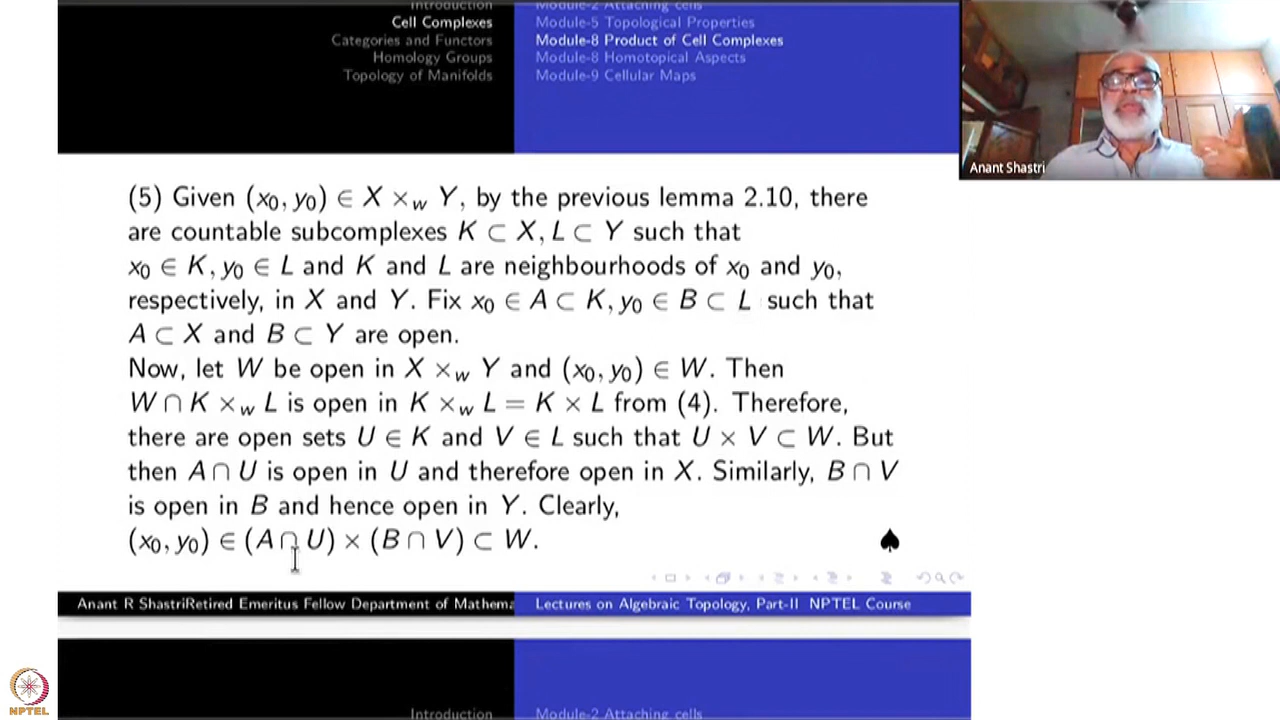 Introduction
Module-2 Attaching cells
Cell Complexes
Module-5 Topological Properties
Categories and Functors
Module-8 Product of Cell Complexes
Homology Groups
Module-8 Homotopical Aspects
Topology of Manifolds
Module-9 Cellular Maps
Anant Shastri
(5) Given (x₀, y₀) ∈ X ×w Y, by the previous lemma 2.10, there
are countable subcomplexes K ⊂ X, L ⊂ Y such that
x₀ ∈ K, y₀ ∈ L and K and L are neighbourhoods of x₀ and y₀,
respectively, in X and Y. Fix x₀ ∈ A ⊂ K, y₀ ∈ B ⊂ L such that
A ⊂ X and B ⊂ Y are open.
Now, let W be open in X ×w Y and (x₀, y₀) ∈ W. Then
W ∩ K ×w L is open in K ×w L = K × L from (4). Therefore,
there are open sets U ∈ K and V ∈ L such that U × V ⊂ W. But
then A ∩ U is open in U and therefore open in X. Similarly, B ∩ V
is open in B and hence open in Y. Clearly,
(x₀, y₀) ∈ (A ∩ U) × (B ∩ V) ⊂ W. ♠
Anant R ShastriRetired Emeritus Fellow Department of Mathema
Lectures on Algebraic Topology, Part-II NPTEL Course
NPTEL
Introduction
Module-2 Attaching cells